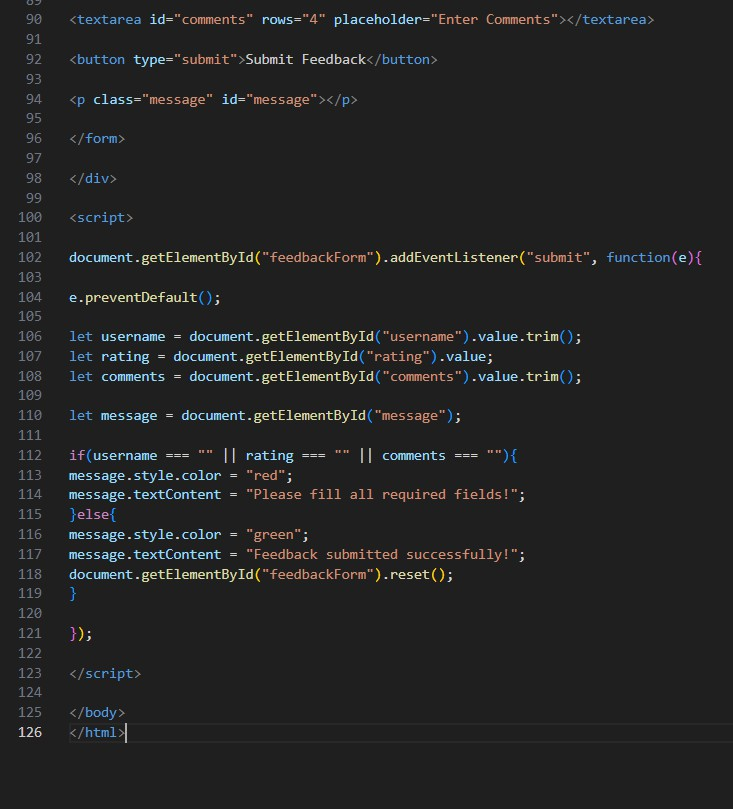 89
90 <textarea id="comments" rows="4" placeholder="Enter Comments"></textarea>
91
92 <button type="submit">Submit Feedback</button>
93
94 <p class="message" id="message"></p>
95
96 </form>
97
98 </div>
99
100 <script>
101
102 document.getElementById("feedbackForm").addEventListener("submit", function(e){
103
104 e.preventDefault();
105
106 let username = document.getElementById("username").value.trim();
107 let rating = document.getElementById("rating").value;
108 let comments = document.getElementById("comments").value.trim();
109
110 let message = document.getElementById("message");
111
112 if(username === "" || rating === "" || comments === ""){
113 message.style.color = "red";
114 message.textContent = "Please fill all required fields!";
115 }else{
116 message.style.color = "green";
117 message.textContent = "Feedback submitted successfully!";
118 document.getElementById("feedbackForm").reset();
119 }
120
121 });
122
123 </script>
124
125 </body>
126 </html>